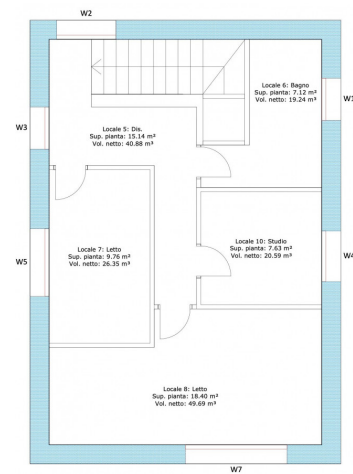 W2
Locale 6: Bagno
Sup. pianta: 7.12 m²
Vol. netto: 19.24 m³
W1
W3
Locale 5: Dis.
Sup. pianta: 15.14 m²
Vol. netto: 40.88 m³
Locale 7: Letto
Sup. pianta: 9.76 m²
Vol. netto: 26.35 m³
W5
Locale 10: Studio
Sup. pianta: 7.63 m²
Vol. netto: 20.59 m³
W4
Locale 8: Letto
Sup. pianta: 18.40 m²
Vol. netto: 49.69 m³
W7